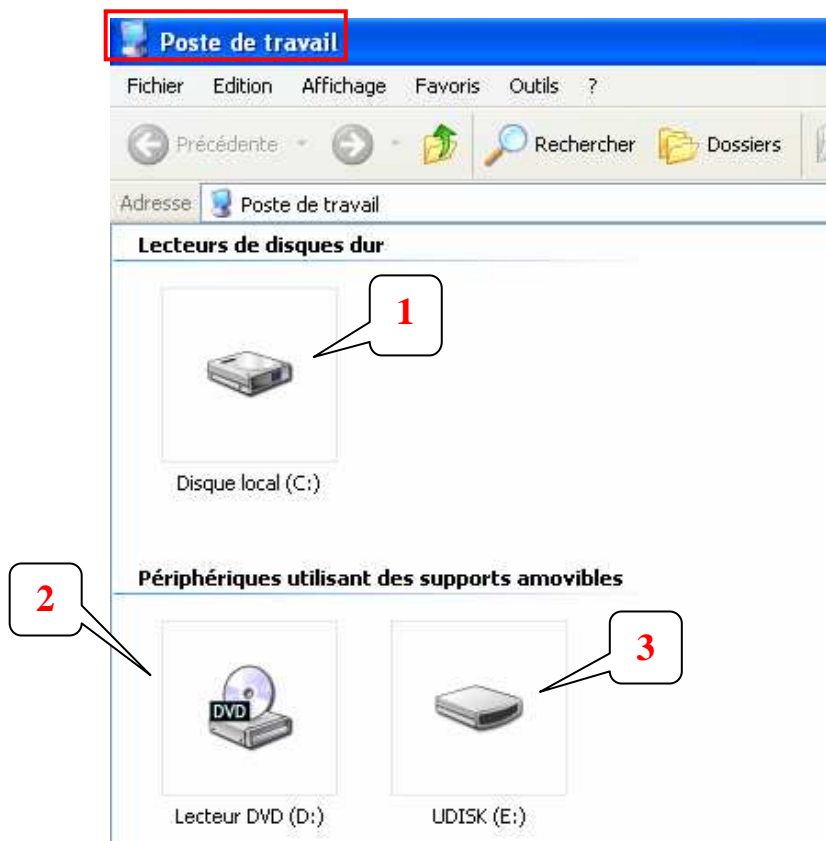 Poste de travail
Fichier Edition Affichage Favoris Outils ?
Précédente Rechercher Dossiers
Adresse Poste de travail
Lecteurs de disques dur
1
Disque local (C:)
Périphériques utilisant des supports amovibles
2
3
DVD
Lecteur DVD (D:) UDISK (E:)